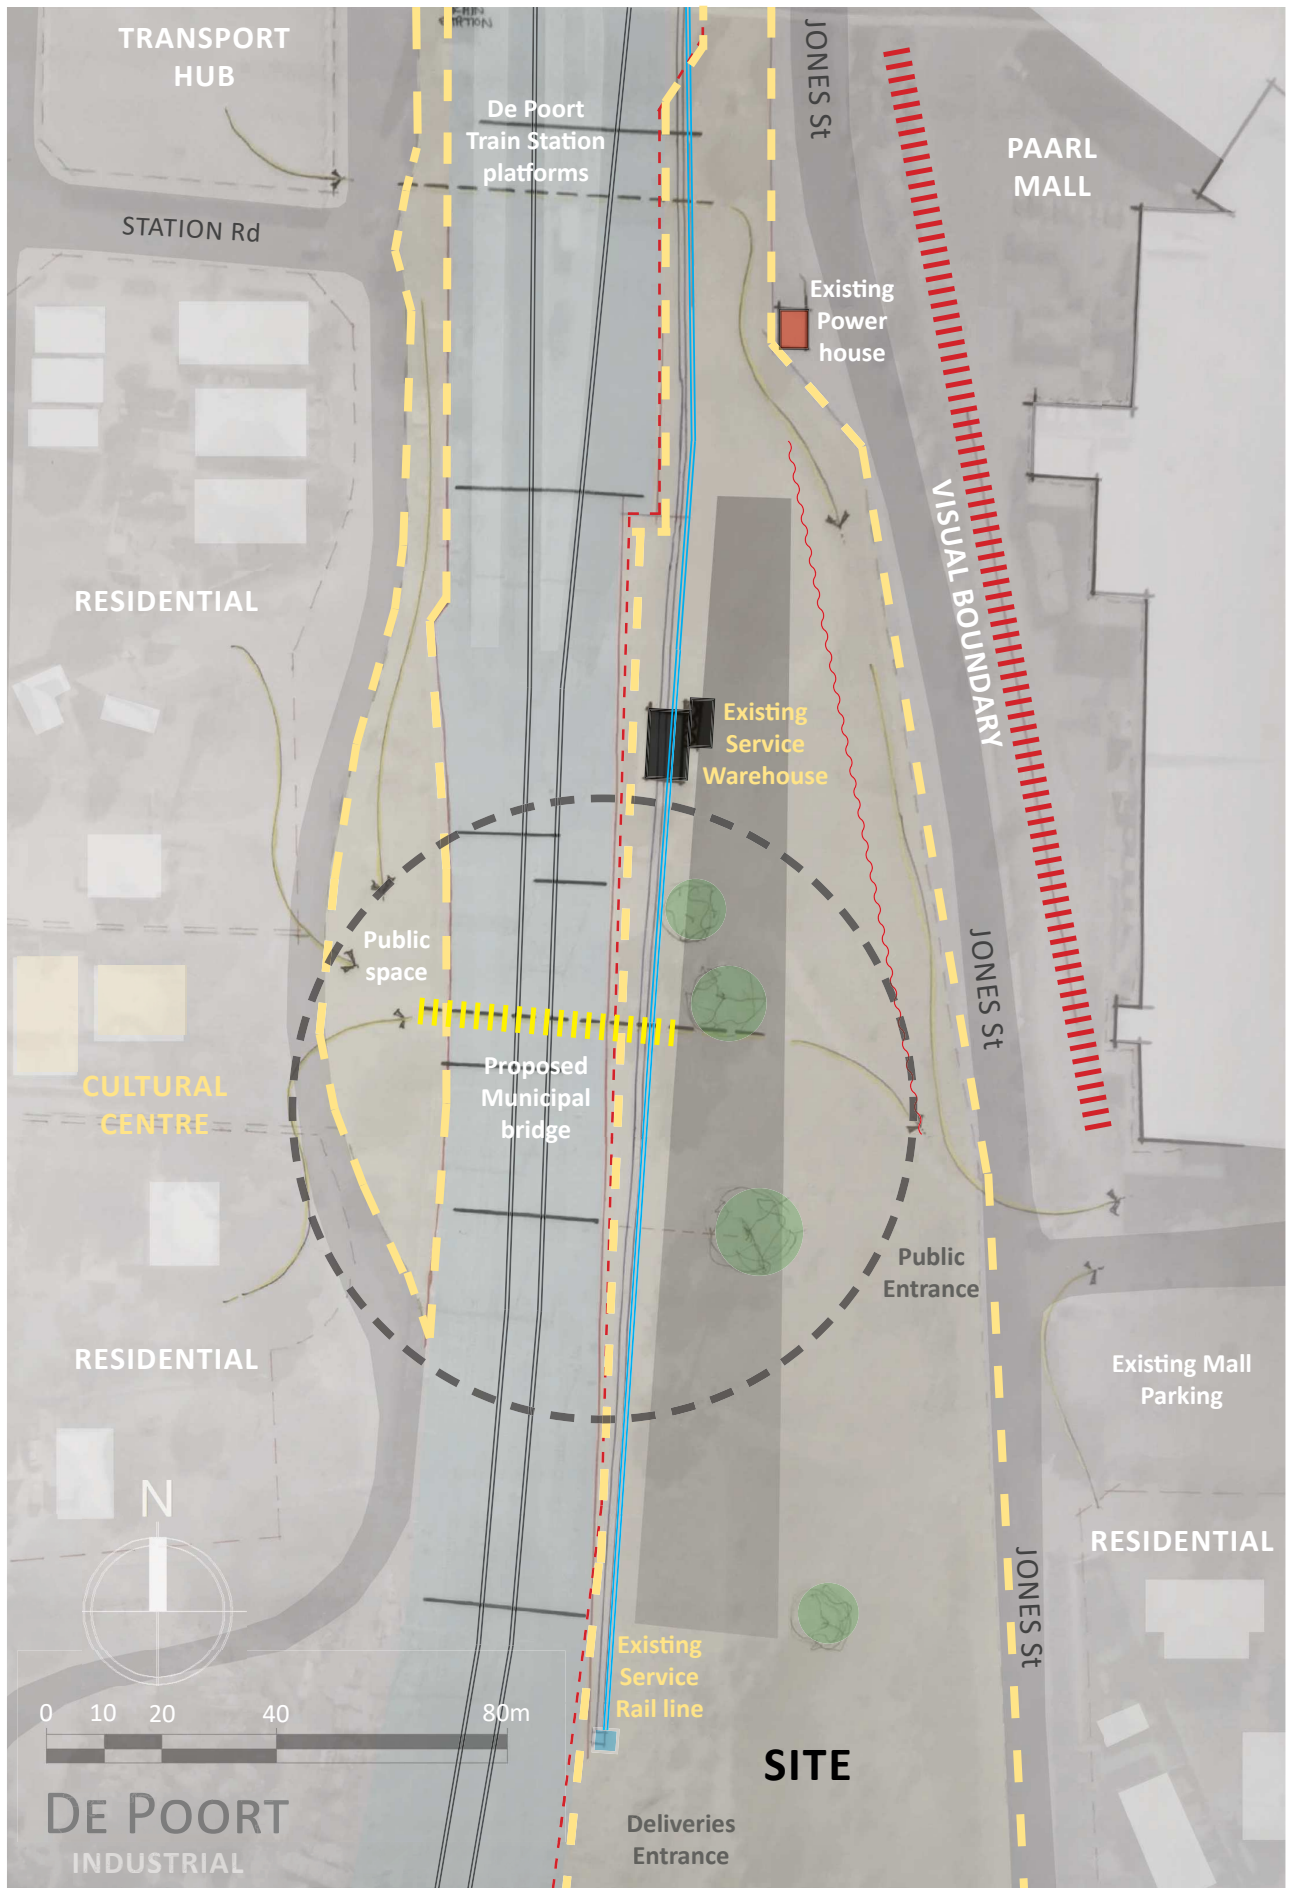 TRANSPORT
HUB
De Poort
Train Station
platforms
JONES St
PAARL
MALL
STATION Rd
Existing
Power
house
VISUAL BOUNDARY
RESIDENTIAL
Existing
Service
Warehouse
Public
space
JONES St
CULTURAL
CENTRE
Proposed
Municipal
bridge
Public
Entrance
RESIDENTIAL
Existing Mall
Parking
N
RESIDENTIAL
JONES St
Existing
Service
Rail line
0 10 20 40 80m
SITE
DE POORT
INDUSTRIAL
Deliveries
Entrance